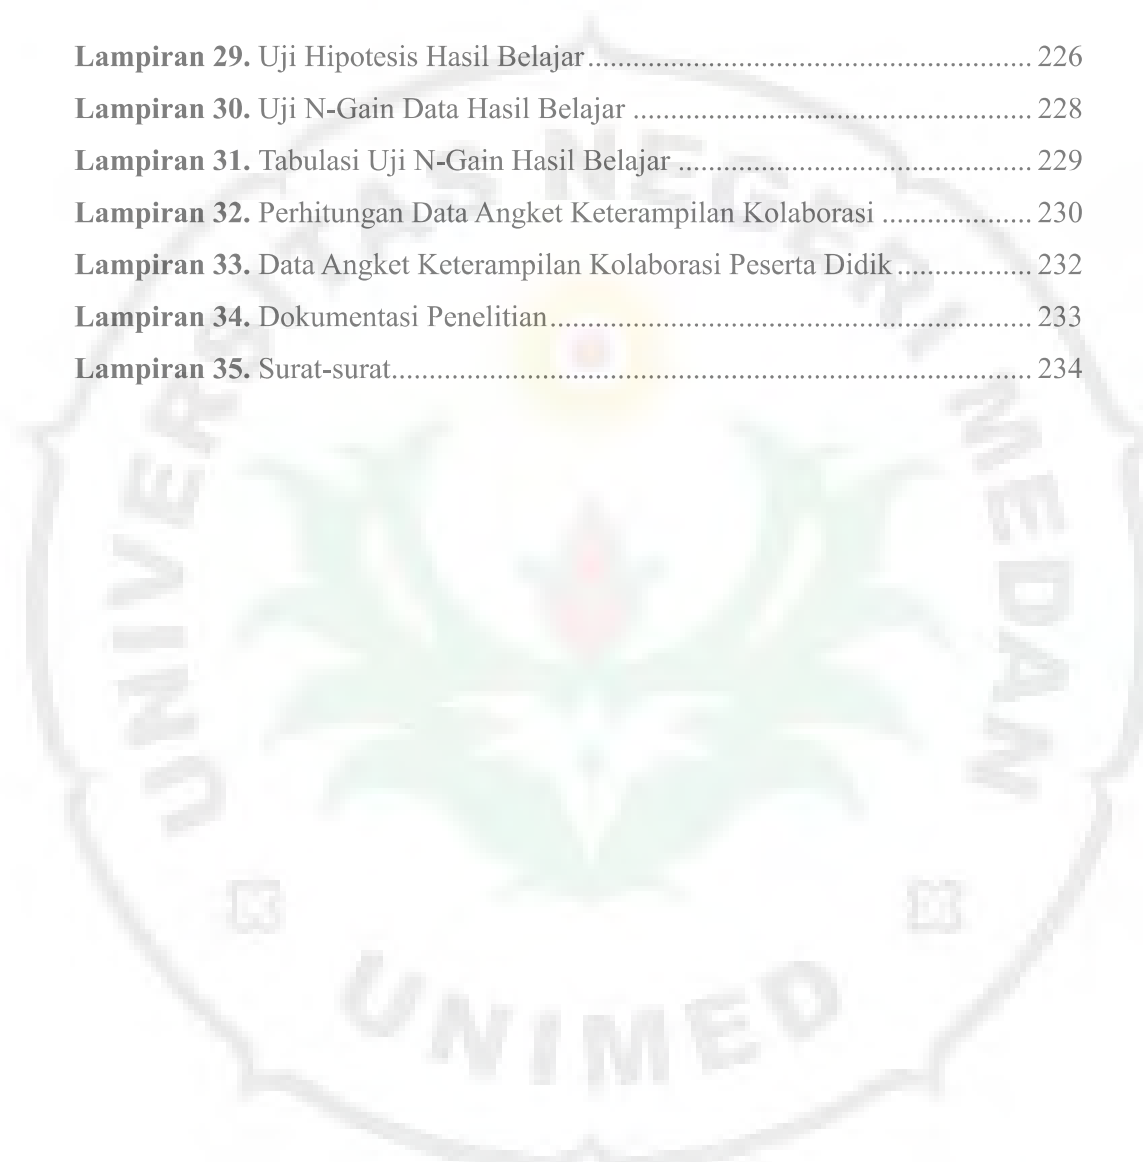 Lampiran 29. Uji Hipotesis Hasil Belajar........................................................... 226
Lampiran 30. Uji N-Gain Data Hasil Belajar ..................................................... 228
Lampiran 31. Tabulasi Uji N-Gain Hasil Belajar ............................................... 229
Lampiran 32. Perhitungan Data Angket Keterampilan Kolaborasi .................... 230
Lampiran 33. Data Angket Keterampilan Kolaborasi Peserta Didik.................. 232
Lampiran 34. Dokumentasi Penelitian................................................................ 233
Lampiran 35. Surat-surat..................................................................................... 234
UNIVERSITAS NEGERI MEDAN
UNIMED